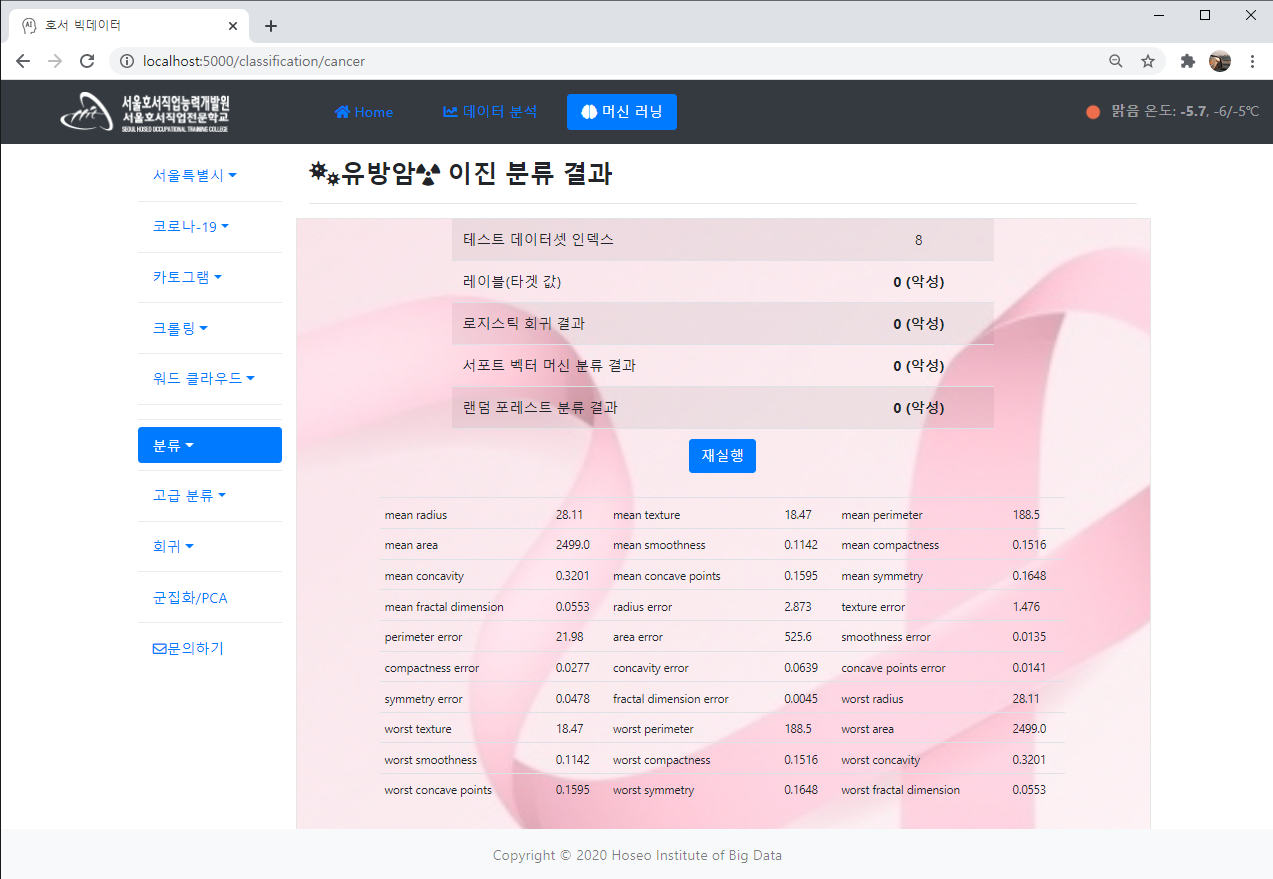 호서 빅데이터
localhost:5000/classification/cancer
서울호서직업능력개발원
서울호서직업전문학교
SEOUL HOSEO OCCUPATIONAL TRAINING COLLEGE
Home 데이터 분석 머신 러닝
맑음 온도: -5.7, -6/-5℃
서울특별시
코로나-19
카토그램
크롤링
워드 클라우드
분류
고급 분류
회귀
군집화/PCA
문의하기
유방암 이진 분류 결과
테스트 데이터셋 인덱스 8
레이블(타겟 값) 0 (악성)
로지스틱 회귀 결과 0 (악성)
서포트 벡터 머신 분류 결과 0 (악성)
랜덤 포레스트 분류 결과 0 (악성)
재실행
mean radius 28.11 mean texture 18.47 mean perimeter 188.5
mean area 2499.0 mean smoothness 0.1142 mean compactness 0.1516
mean concavity 0.3201 mean concave points 0.1595 mean symmetry 0.1648
mean fractal dimension 0.0553 radius error 2.873 texture error 1.476
perimeter error 21.98 area error 525.6 smoothness error 0.0135
compactness error 0.0277 concavity error 0.0639 concave points error 0.0141
symmetry error 0.0478 fractal dimension error 0.0045 worst radius 28.11
worst texture 18.47 worst perimeter 188.5 worst area 2499.0
worst smoothness 0.1142 worst compactness 0.1516 worst concavity 0.3201
worst concave points 0.1595 worst symmetry 0.1648 worst fractal dimension 0.0553
Copyright © 2020 Hoseo Institute of Big Data